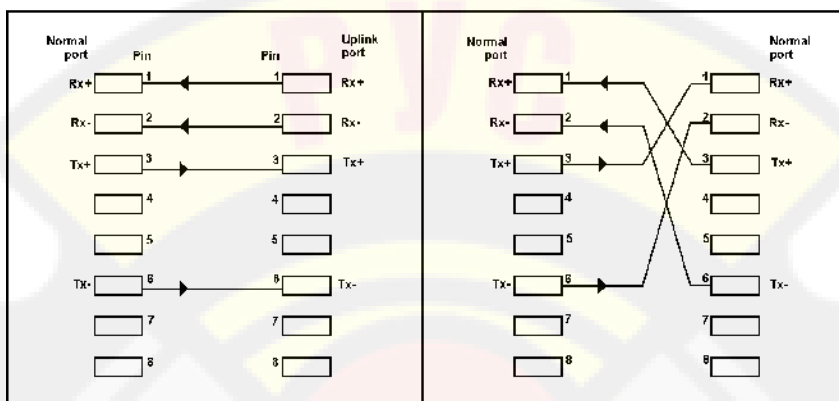 РУС
Normal
port
Pin
Pin
Uplink
port
Rx+ 1 1 Rx+
Rx- 2 2 Rx-
Tx+ 3 3 Tx+
4 4
5 5
Tx- 6 6 Tx-
7 7
8 8
Normal
port
Normal
port
Rx+ 1 1 Rx+
Rx- 2 2 Rx-
Tx+ 3 3 Tx+
4 4
5 5
Tx- 6 6 Tx-
7 7
8 8